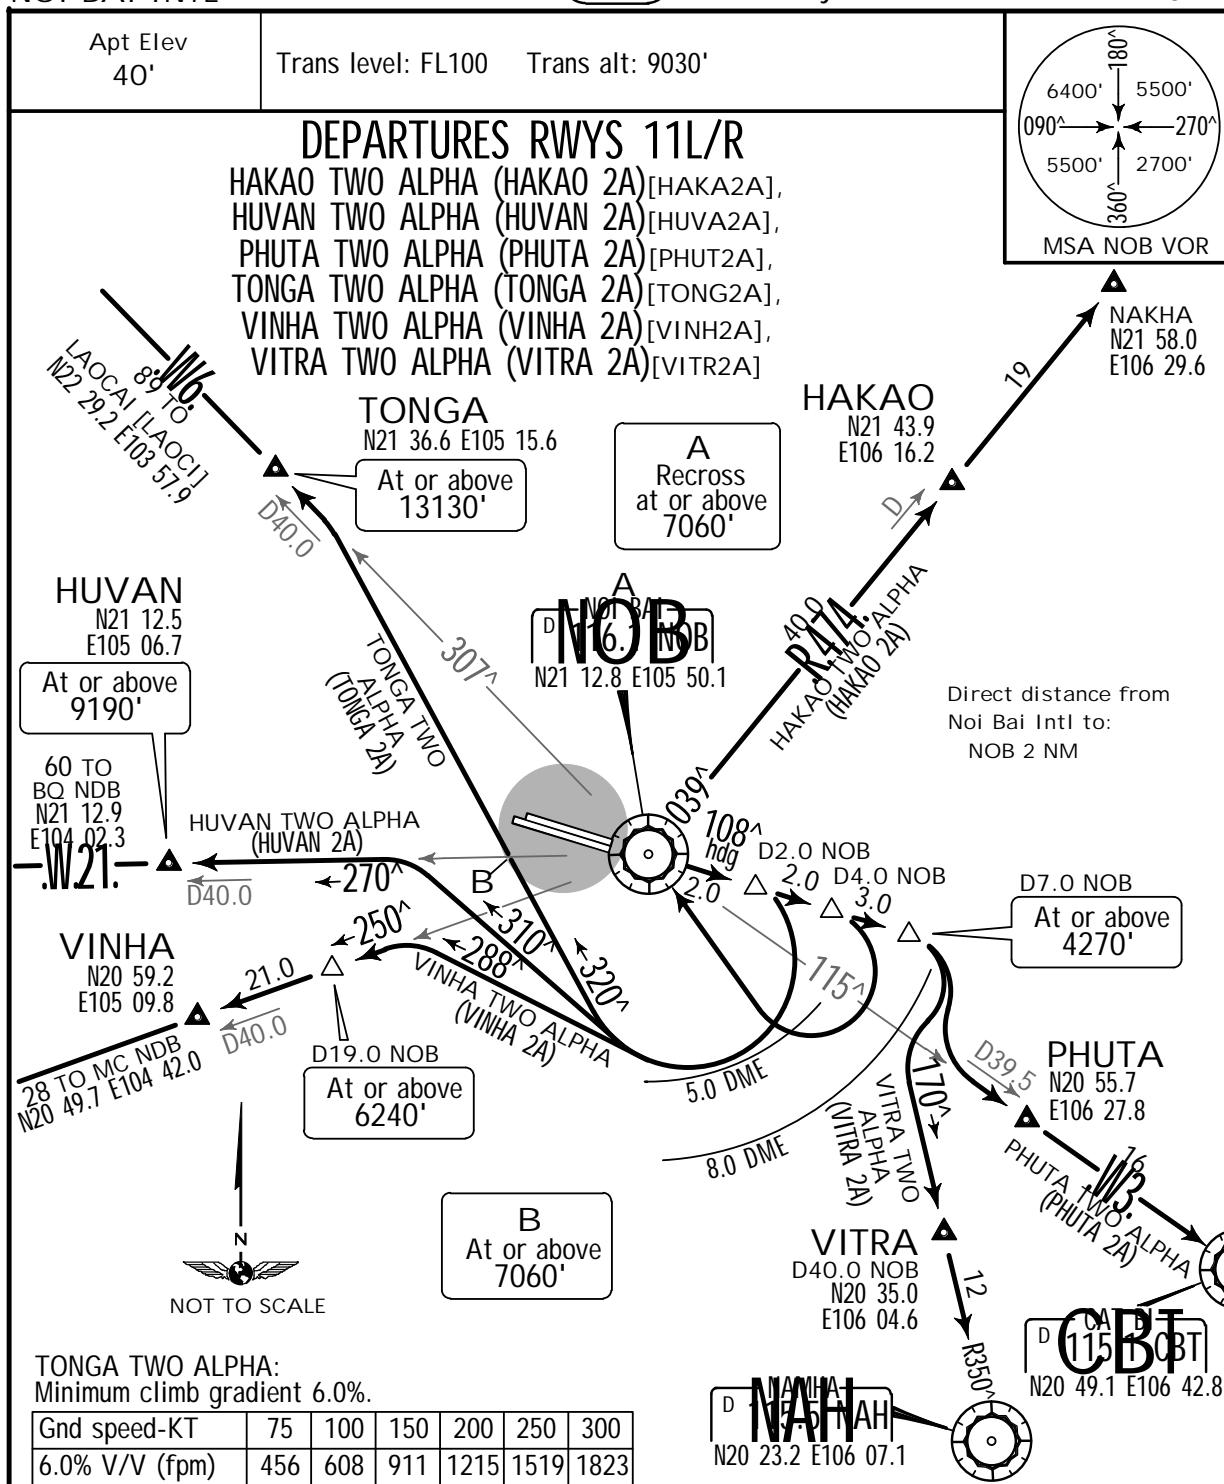 Apt Elev
40'
Trans level: FL100 Trans alt: 9030'
180^
6400' 5500'
090^ 270^
5500' 2700'
360^
MSA NOB VOR
DEPARTURES RWYS 11L/R
HAKAO TWO ALPHA (HAKAO 2A)[HAKA2A],
HUVAN TWO ALPHA (HUVAN 2A)[HUVA2A],
PHUTA TWO ALPHA (PHUTA 2A)[PHUT2A],
TONGA TWO ALPHA (TONGA 2A)[TONG2A],
VINHA TWO ALPHA (VINHA 2A)[VINH2A],
VITRA TWO ALPHA (VITRA 2A)[VITR2A]
NAKHA
N21 58.0
E106 29.6
19
.W6.
89 TO
LAOCAI [LAOCI]
N22 29.2 E103 57.9
TONGA
N21 36.6 E105 15.6
At or above
13130'
D40.0
A
Recross
at or above
7060'
HAKAO
N21 43.9
E106 16.2
D
40.0
.R474.
HAKAO TWO ALPHA
(HAKAO 2A)
039^
HUVAN
N21 12.5
E105 06.7
At or above
9190'
60 TO
BQ NDB
N21 12.9
E104 02.3
.W21.
HUVAN TWO ALPHA
(HUVAN 2A)
D40.0
270^
307^
TONGA TWO
ALPHA
(TONGA 2A)
A
NOI BAI
D 116.1 NOB
NOB
N21 12.8 E105 50.1
Direct distance from
Noi Bai Intl to:
NOB 2 NM
108^
hdg
2.0
D2.0 NOB
2.0
D4.0 NOB
3.0
D7.0 NOB
At or above
4270'
B
310^
320^
288^
250^
115^
VINHA
N20 59.2
E105 09.8
21.0
D40.0
28 TO MC NDB
N20 49.7 E104 42.0
VINHA TWO ALPHA
(VINHA 2A)
D19.0 NOB
At or above
6240'
5.0 DME
8.0 DME
170^
VITRA TWO
ALPHA
(VITRA 2A)
D39.5
PHUTA
N20 55.7
E106 27.8
16
.W3.
PHUTA TWO ALPHA
(PHUTA 2A)
B
At or above
7060'
N
NOT TO SCALE
VITRA
D40.0 NOB
N20 35.0
E106 04.6
12
R350^
CAT BI
D 115.1 CBT
CBT
N20 49.1 E106 42.8
NAMHA
D 115.5 NAH
NAH
N20 23.2 E106 07.1
TONGA TWO ALPHA:
Minimum climb gradient 6.0%.
Gnd speed-KT 75 100 150 200 250 300
6.0% V/V (fpm) 456 608 911 1215 1519 1823